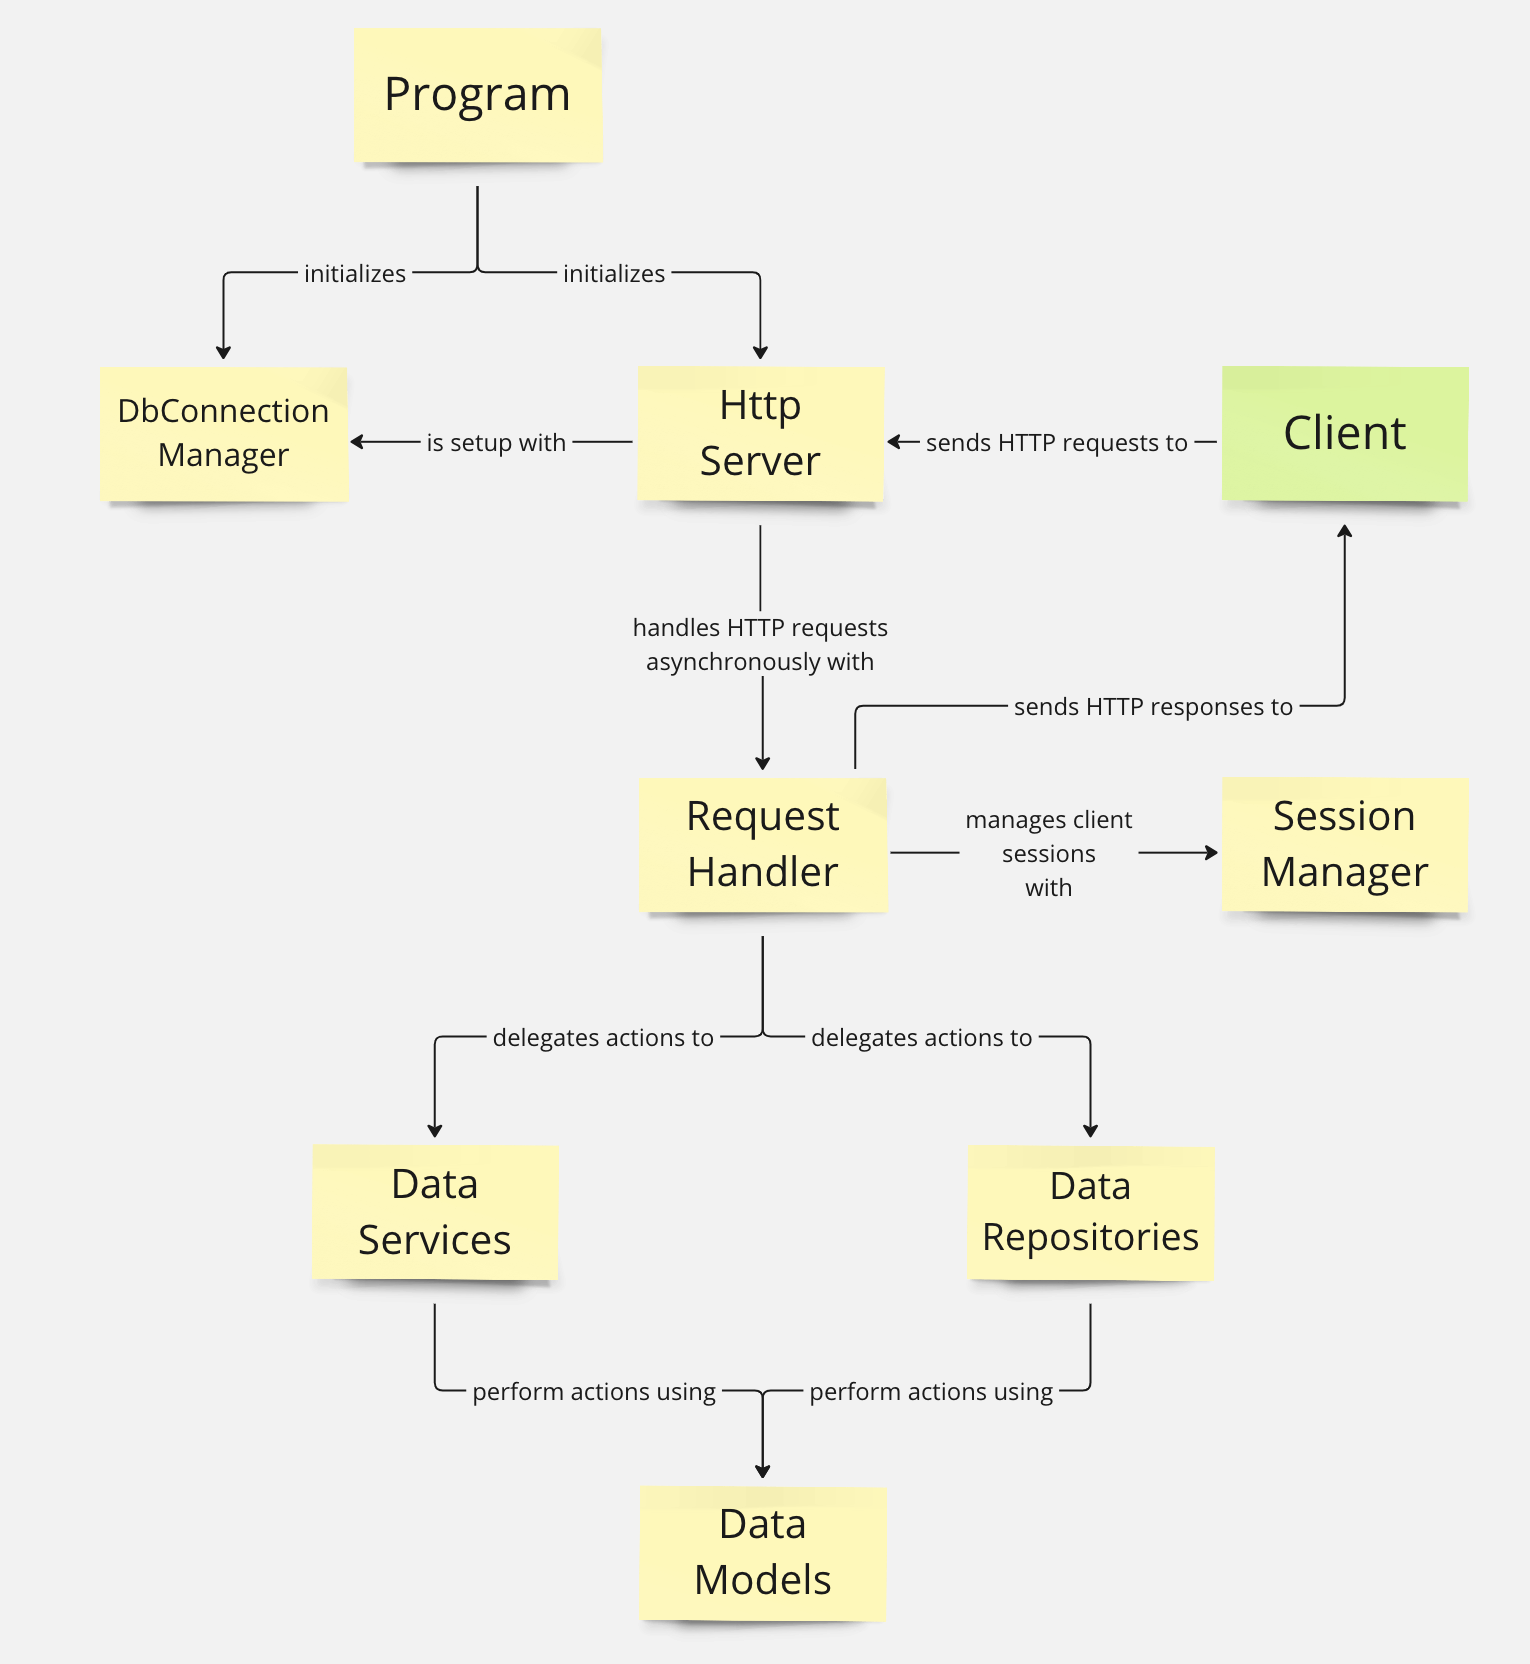 Program
initializes
initializes
DbConnection
Manager
is setup with
Http
Server
sends HTTP requests to
Client
handles HTTP requests
asynchronously with
sends HTTP responses to
Request
Handler
manages client
sessions
with
Session
Manager
delegates actions to
delegates actions to
Data
Services
Data
Repositories
perform actions using
perform actions using
Data
Models